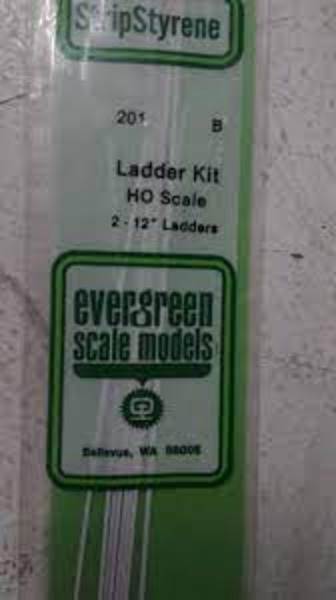 StripStyrene
201 B
Ladder Kit
HO Scale
2 - 12" Ladders
evergreen
scale models
Bellevue, WA 98005